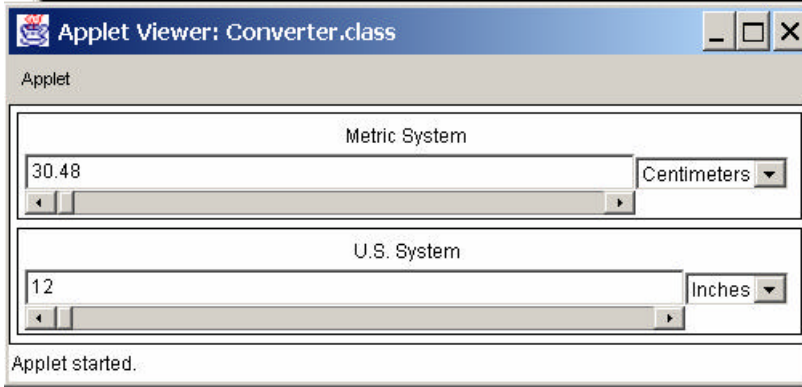 Applet Viewer: Converter.class
Applet
Metric System
30.48 Centimeters
U.S. System
12 Inches
Applet started.